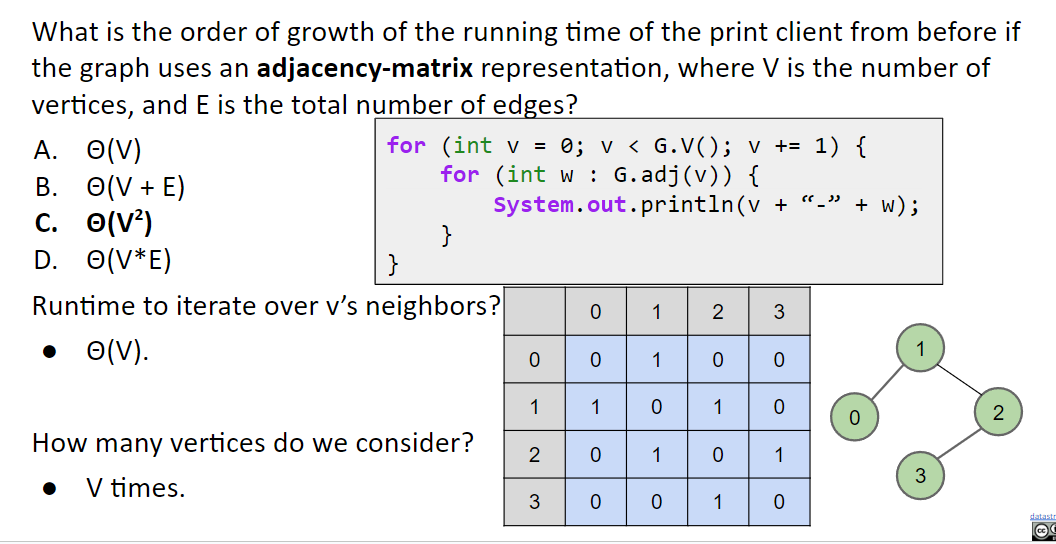 What is the order of growth of the running time of the print client from before if
the graph uses an adjacency-matrix representation, where V is the number of
vertices, and E is the total number of edges?
A. Θ(V)
B. Θ(V + E)
C. Θ(V²)
D. Θ(V*E)
for (int v = 0; v < G.V(); v += 1) {
for (int w : G.adj(v)) {
System.out.println(v + “-” + w);
}
}
Runtime to iterate over v’s neighbors?
● Θ(V).
How many vertices do we consider?
● V times.
0 1 2 3
0 0 1 0 0
1 1 0 1 0
2 0 1 0 1
3 0 0 1 0
1
0
2
3
datastr
cc